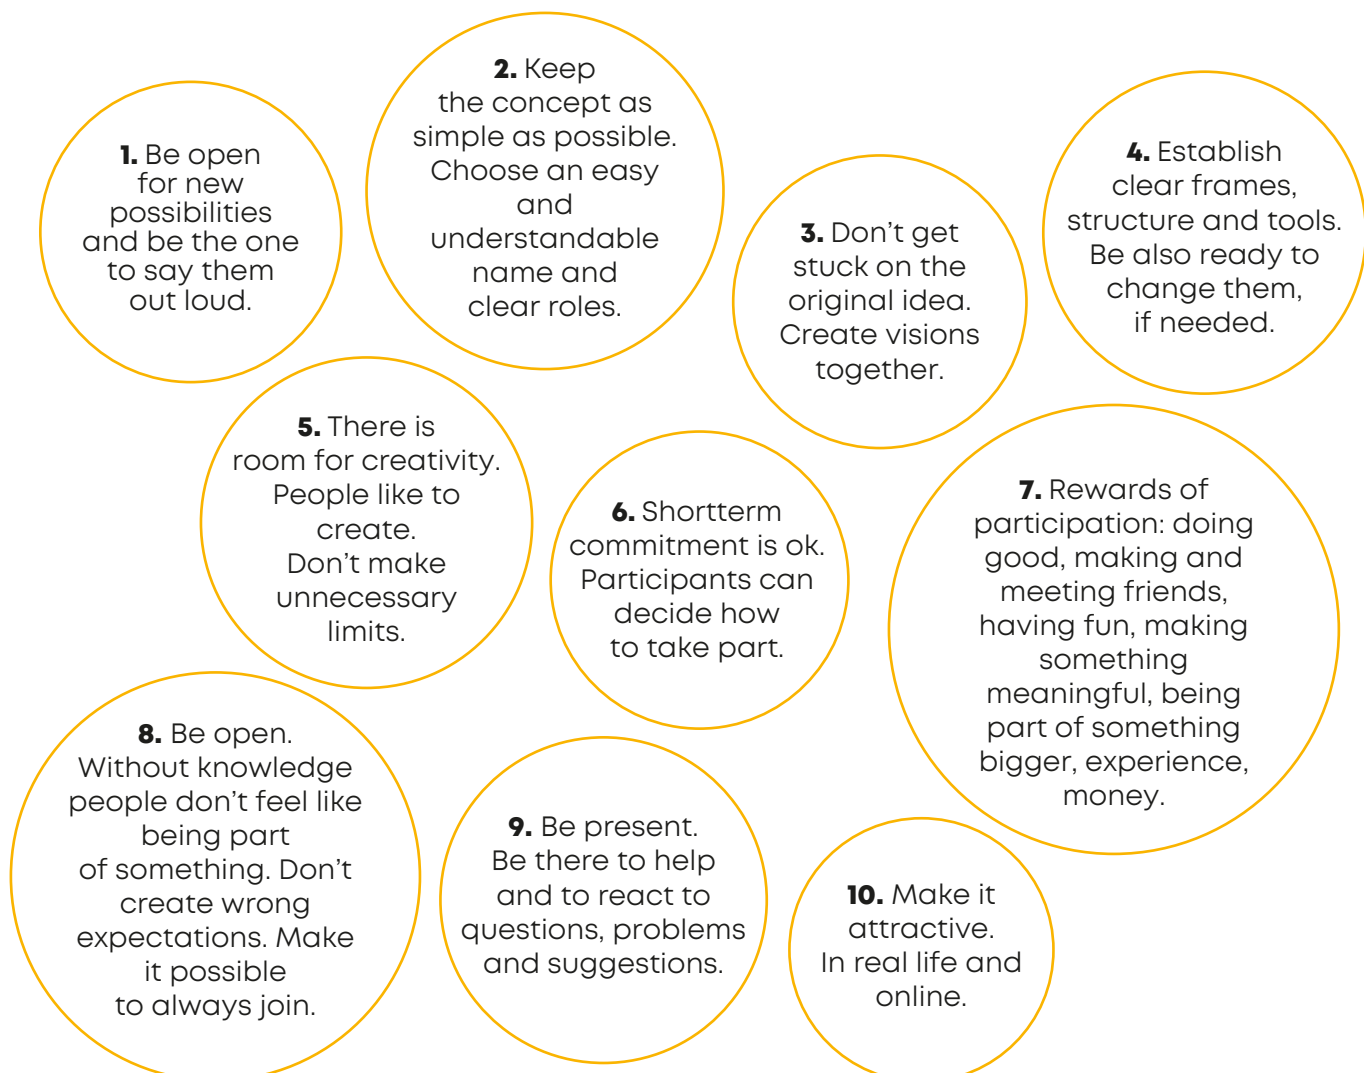 1. Be open
for new
possibilities
and be the one
to say them
out loud.
2. Keep
the concept as
simple as possible.
Choose an easy
and
understandable
name and
clear roles.
3. Don't get
stuck on the
original idea.
Create visions
together.
4. Establish
clear frames,
structure and tools.
Be also ready to
change them,
if needed.
5. There is
room for creativity.
People like to
create.
Don't make
unnecessary
limits.
6. Shortterm
commitment is ok.
Participants can
decide how
to take part.
7. Rewards of
participation: doing
good, making and
meeting friends,
having fun, making
something
meaningful, being
part of something
bigger, experience,
money.
8. Be open.
Without knowledge
people don't feel like
being part
of something. Don't
create wrong
expectations. Make
it possible
to always join.
9. Be present.
Be there to help
and to react to
questions, problems
and suggestions.
10. Make it
attractive.
In real life and
online.